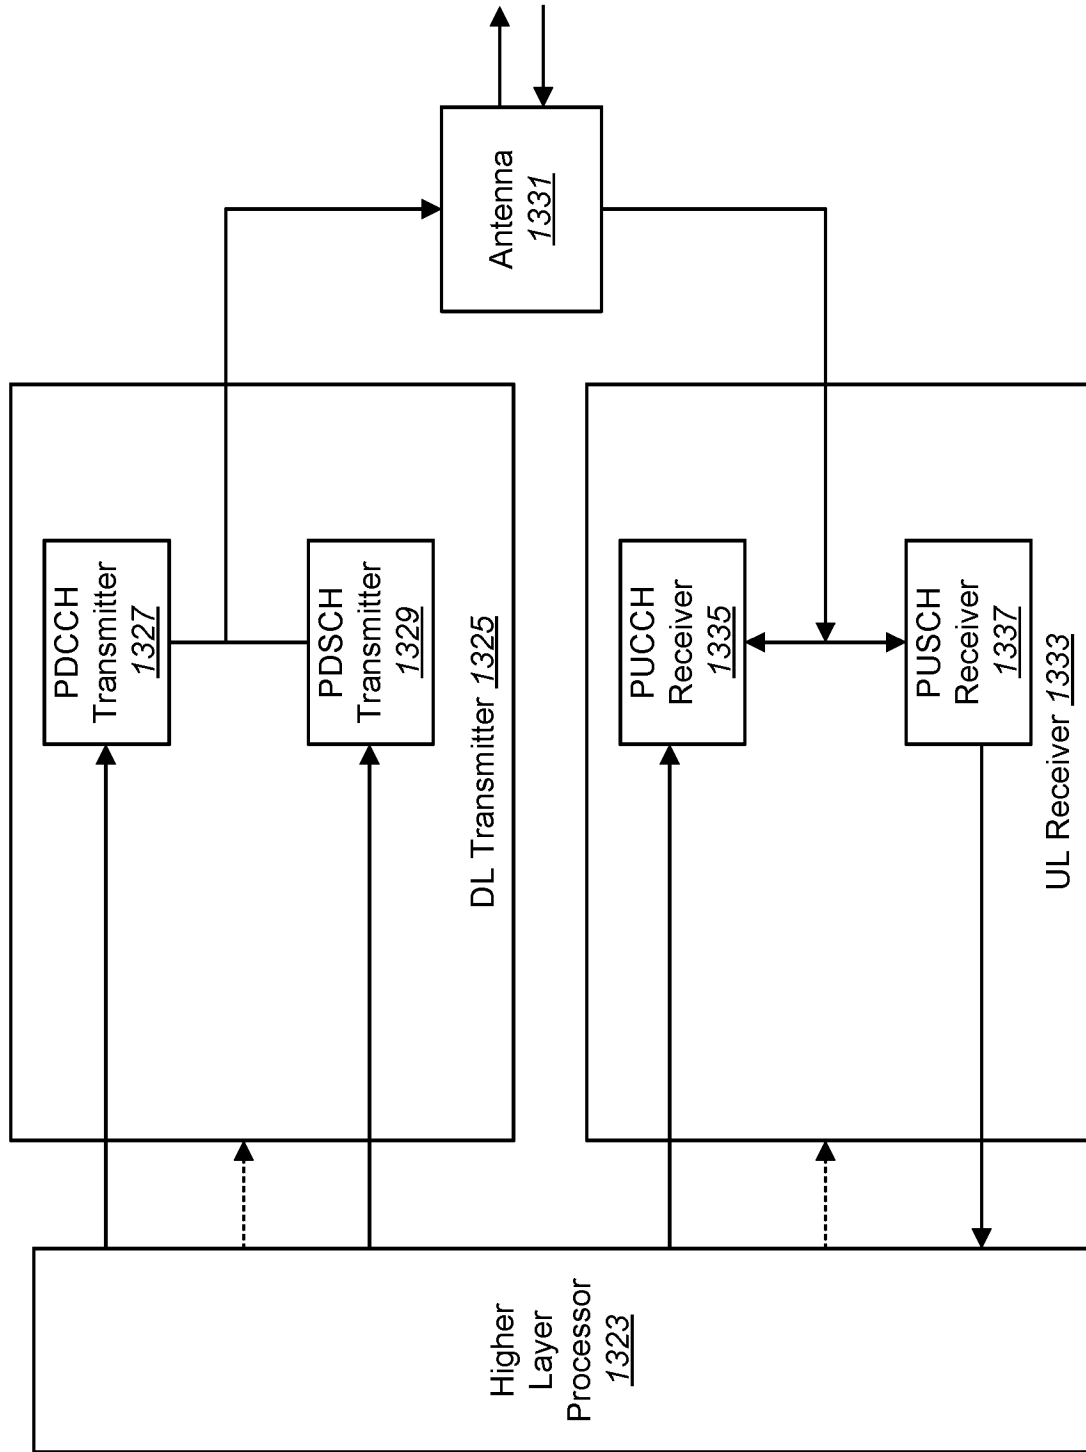 Higher
Layer
Processor
1323
PDCCH
Transmitter
1327
PDSCH
Transmitter
1329
DL Transmitter 1325
PUCCH
Receiver
1335
PUSCH
Receiver
1337
UL Receiver 1333
Antenna
1331